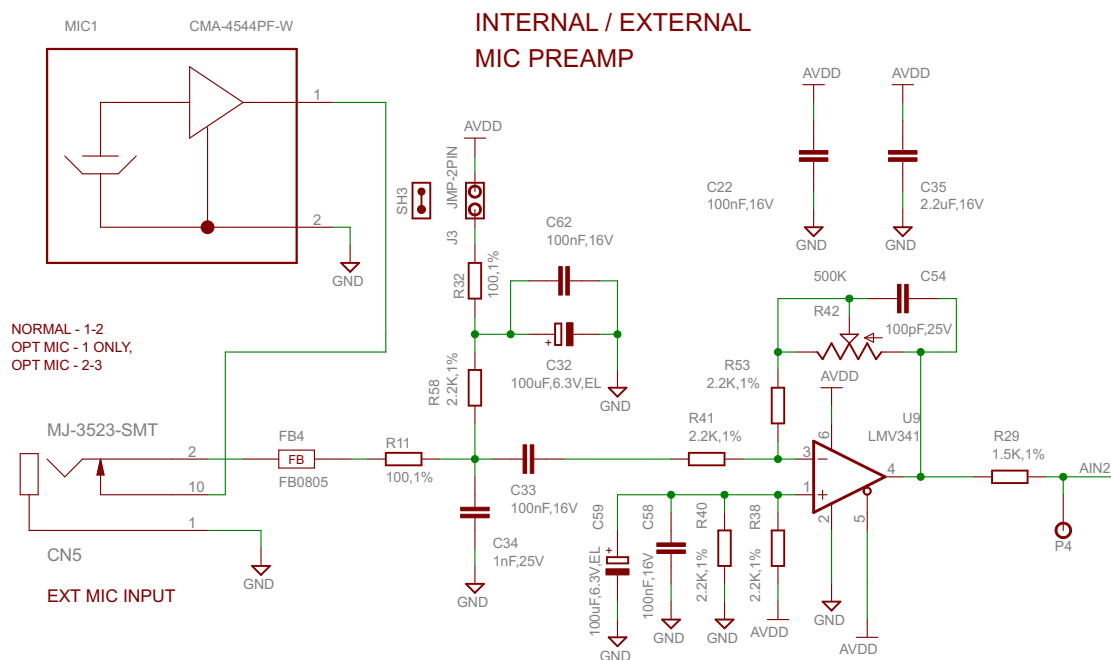 INTERNAL / EXTERNAL
MIC PREAMP
MIC1
CMA-4544PF-W
1
2
GND
AVDD
SH3
JMP-2PIN
J3
R32
100,1%
C62
100nF,16V
C32
100uF,6.3V,EL
GND
R58
2.2K,1%
AVDD
C22
100nF,16V
GND
AVDD
C35
2.2uF,16V
GND
NORMAL - 1-2
OPT MIC - 1 ONLY,
OPT MIC - 2-3
MJ-3523-SMT
2
10
1
CN5
GND
EXT MIC INPUT
FB4
FB
FB0805
R11
100,1%
C33
100nF,16V
C34
1nF,25V
GND
500K
R42
C54
100pF,25V
R53
2.2K,1%
R41
2.2K,1%
AVDD
U9
LMV341
6
3
1
4
2
5
C59
100uF,6.3V,EL
GND
C58
100nF,16V
GND
R40
2.2K,1%
GND
R38
2.2K,1%
AVDD
GND
AVDD
R29
1.5K,1%
AIN2
P4